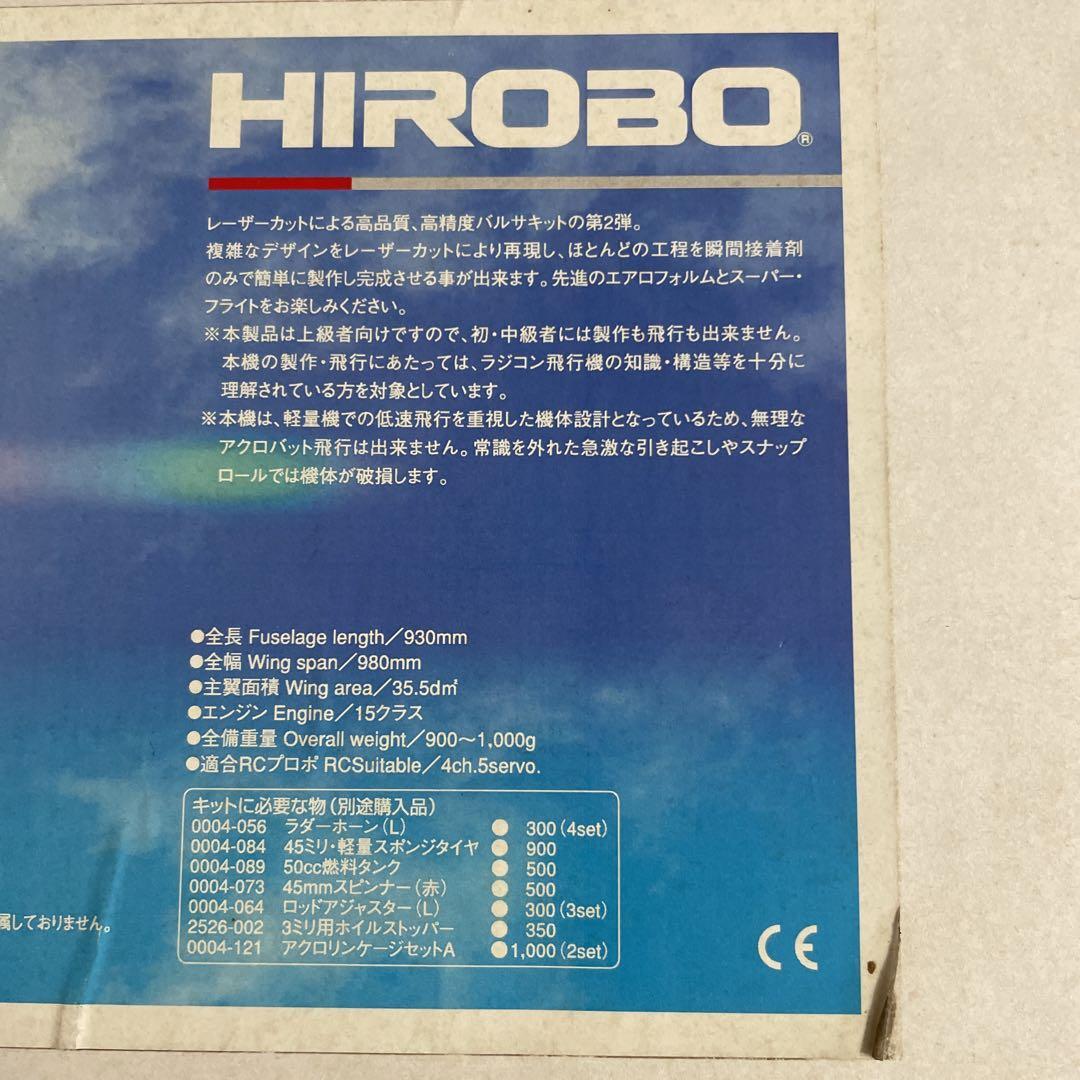 HIROBO®
レーザーカットによる高品質、高精度バルサキットの第2弾。
複雑なデザインをレーザーカットにより再現し、ほとんどの工程を瞬間接着剤
のみで簡単に製作し完成させる事が出来ます。先進のエアロフォルムとスーパー・
フライトをお楽しみください。
※本製品は上級者向けですので、初・中級者には製作も飛行も出来ません。
本機の製作・飛行にあたっては、ラジコン飛行機の知識・構造等を十分に
理解されている方を対象としています。
※本機は、軽量機での低速飛行を重視した機体設計となっているため、無理な
アクロバット飛行は出来ません。常識を外れた急激な引き起こしやスナップ
ロールでは機体が破損します。
●全長 Fuselage length／930mm
●全幅 Wing span／980mm
●主翼面積 Wing area／35.5d㎡
●エンジン Engine／15クラス
●全備重量 Overall weight／900〜1,000g
●適合RCプロポ RCSuitable／4ch.5servo.
キットに必要な物（別途購入品）
0004-056 ラダーホーン（L） ● 300（4set）
0004-084 45ミリ・軽量スポンジタイヤ ● 900
0004-089 50cc燃料タンク ● 500
0004-073 45mmスピンナー（赤） ● 500
0004-064 ロッドアジャスター（L） ● 300（3set）
2526-002 3ミリ用ホイルストッパー ● 350
0004-121 アクロリンケージセットA ●1,000（2set）
属しておりません。
CE